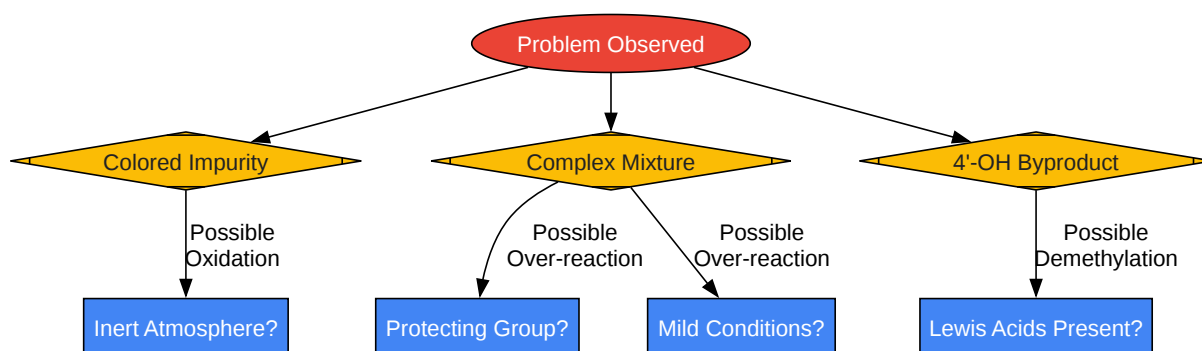 Problem Observed
Colored Impurity
Complex Mixture
4'-OH Byproduct
Possible
Oxidation
Possible
Over-reaction
Possible
Over-reaction
Possible
Demethylation
Inert Atmosphere?
Protecting Group?
Mild Conditions?
Lewis Acids Present?